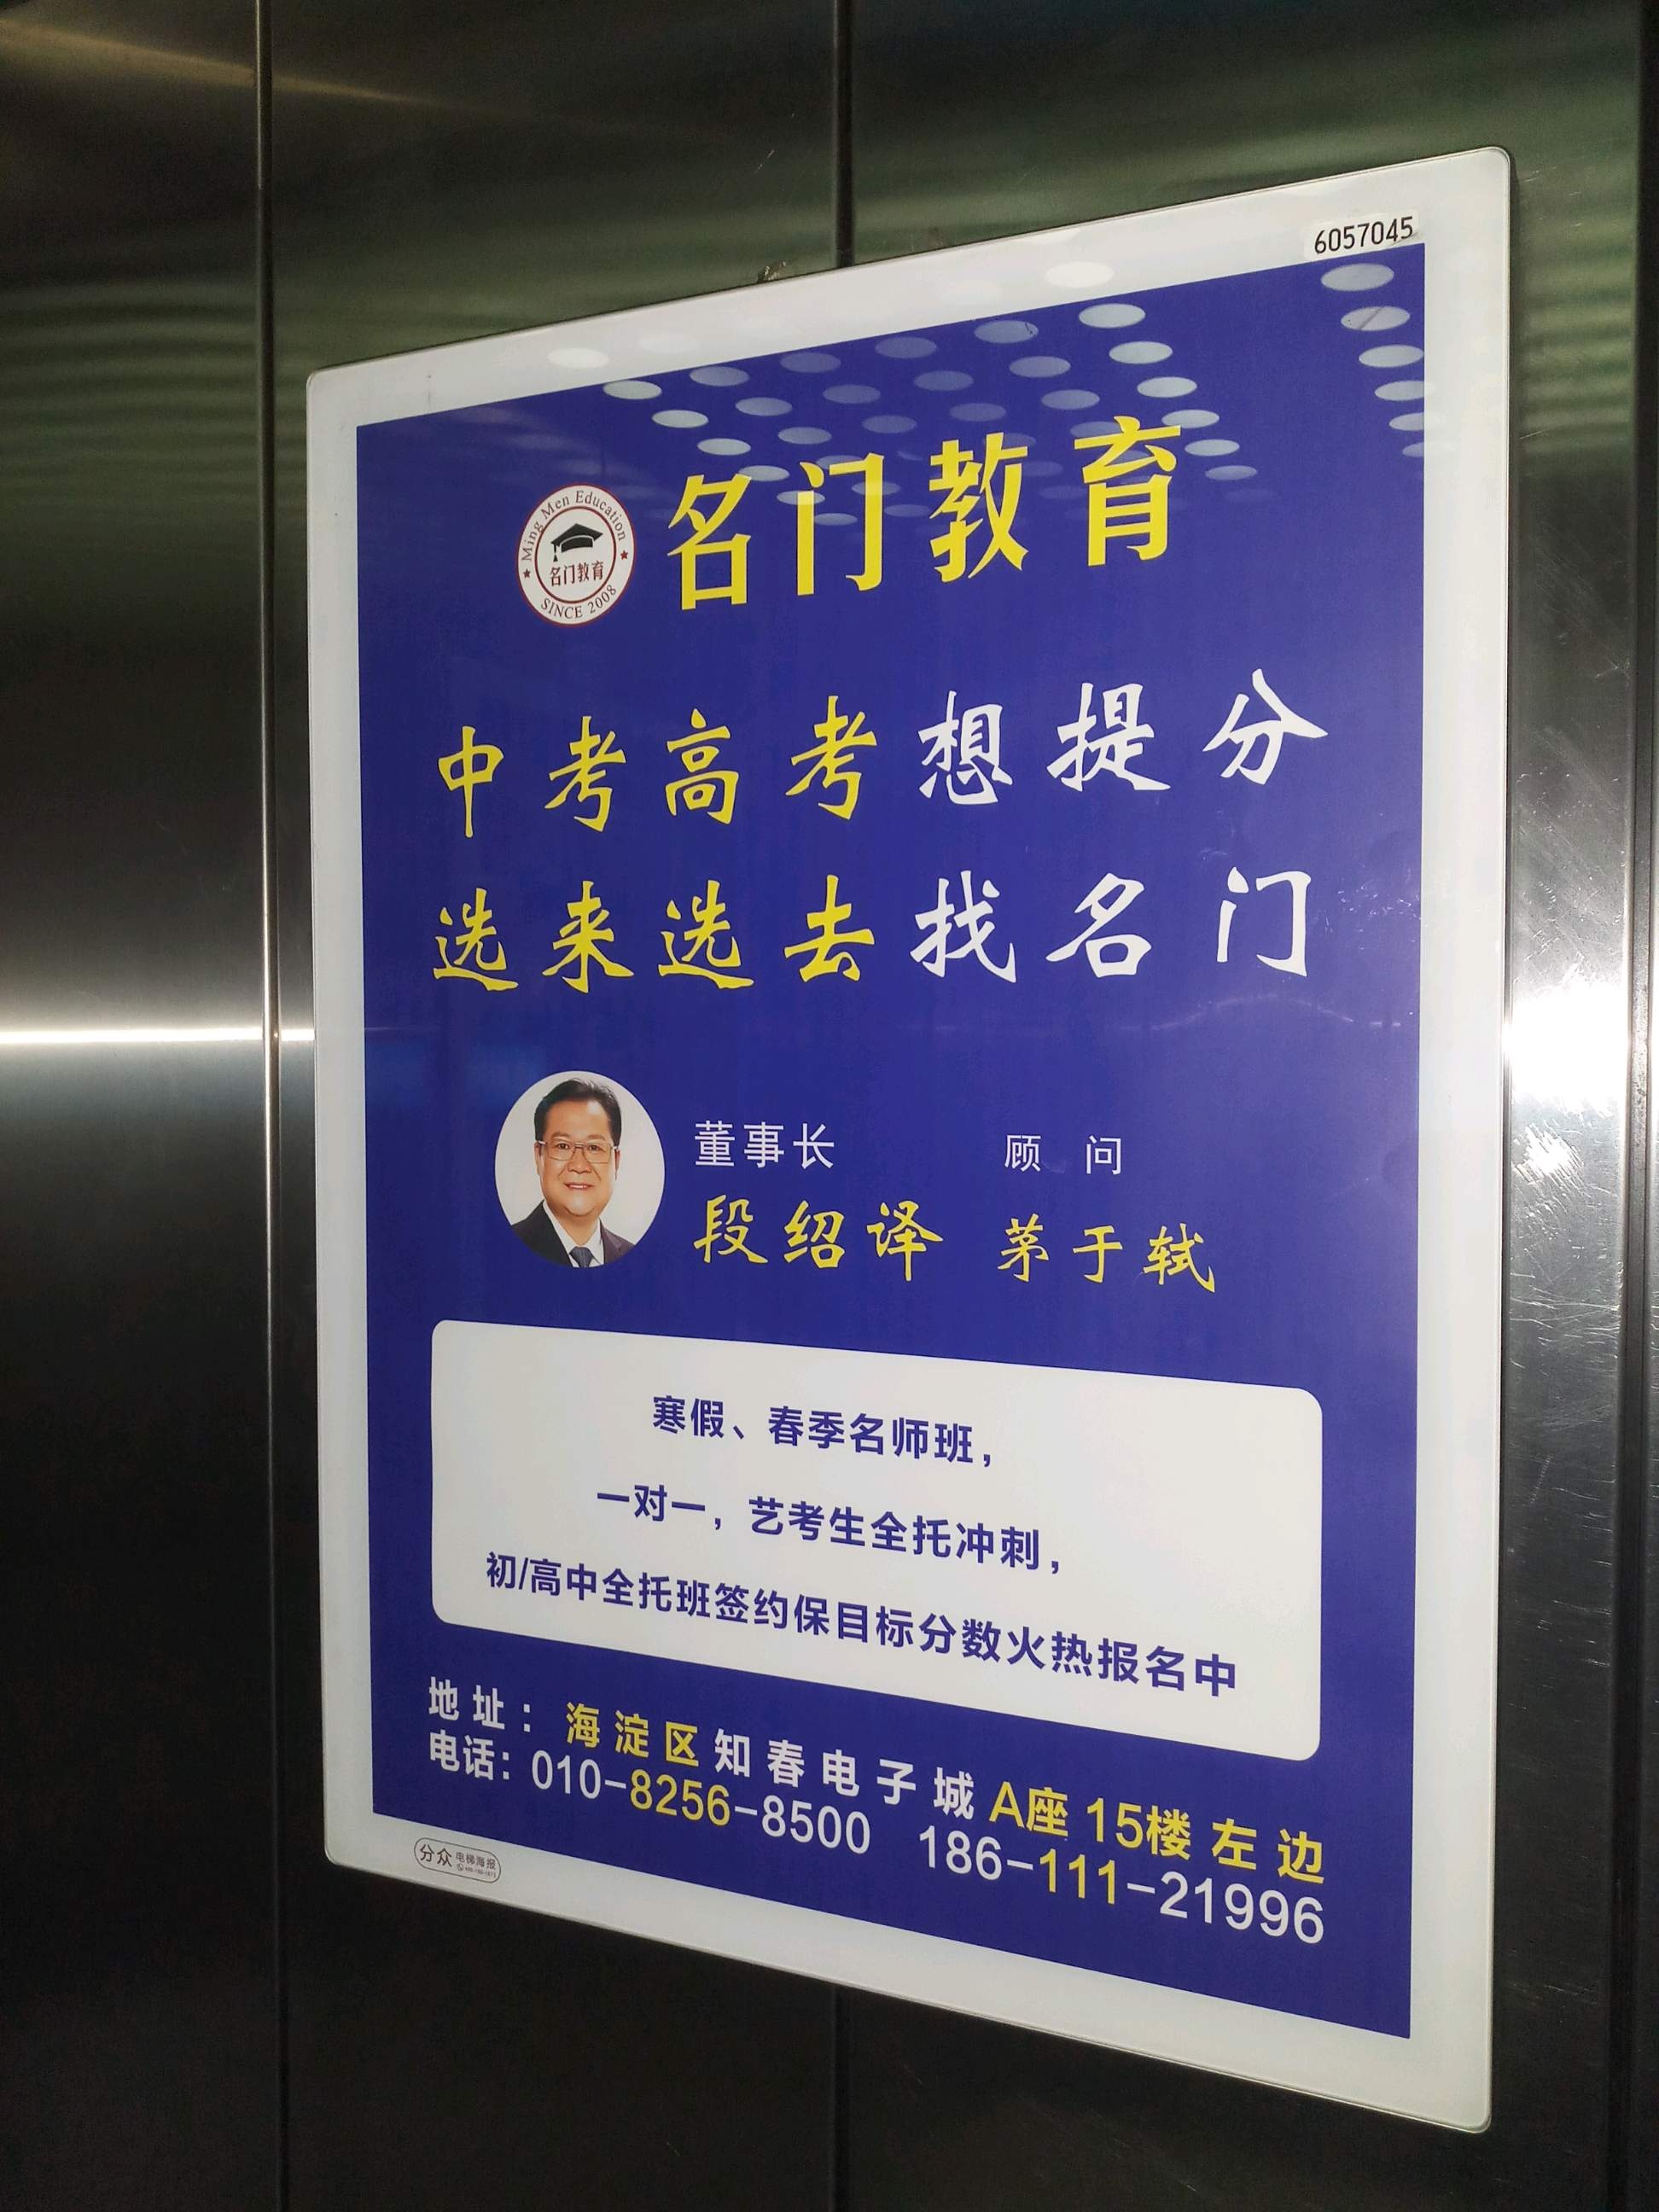 6057045
Ming Men Education
名门教育
SINCE 2008
名门教育
中考高考想提分
选来选去找名门
董事长 顾问
段绍译 茅于轼
寒假、春季名师班，
一对一，艺考生全托冲刺，
初/高中全托班签约保目标分数火热报名中
地址：海淀区知春电子城A座15楼左边
电话：010-8256-8500 186-111-21996
分众 电梯海报